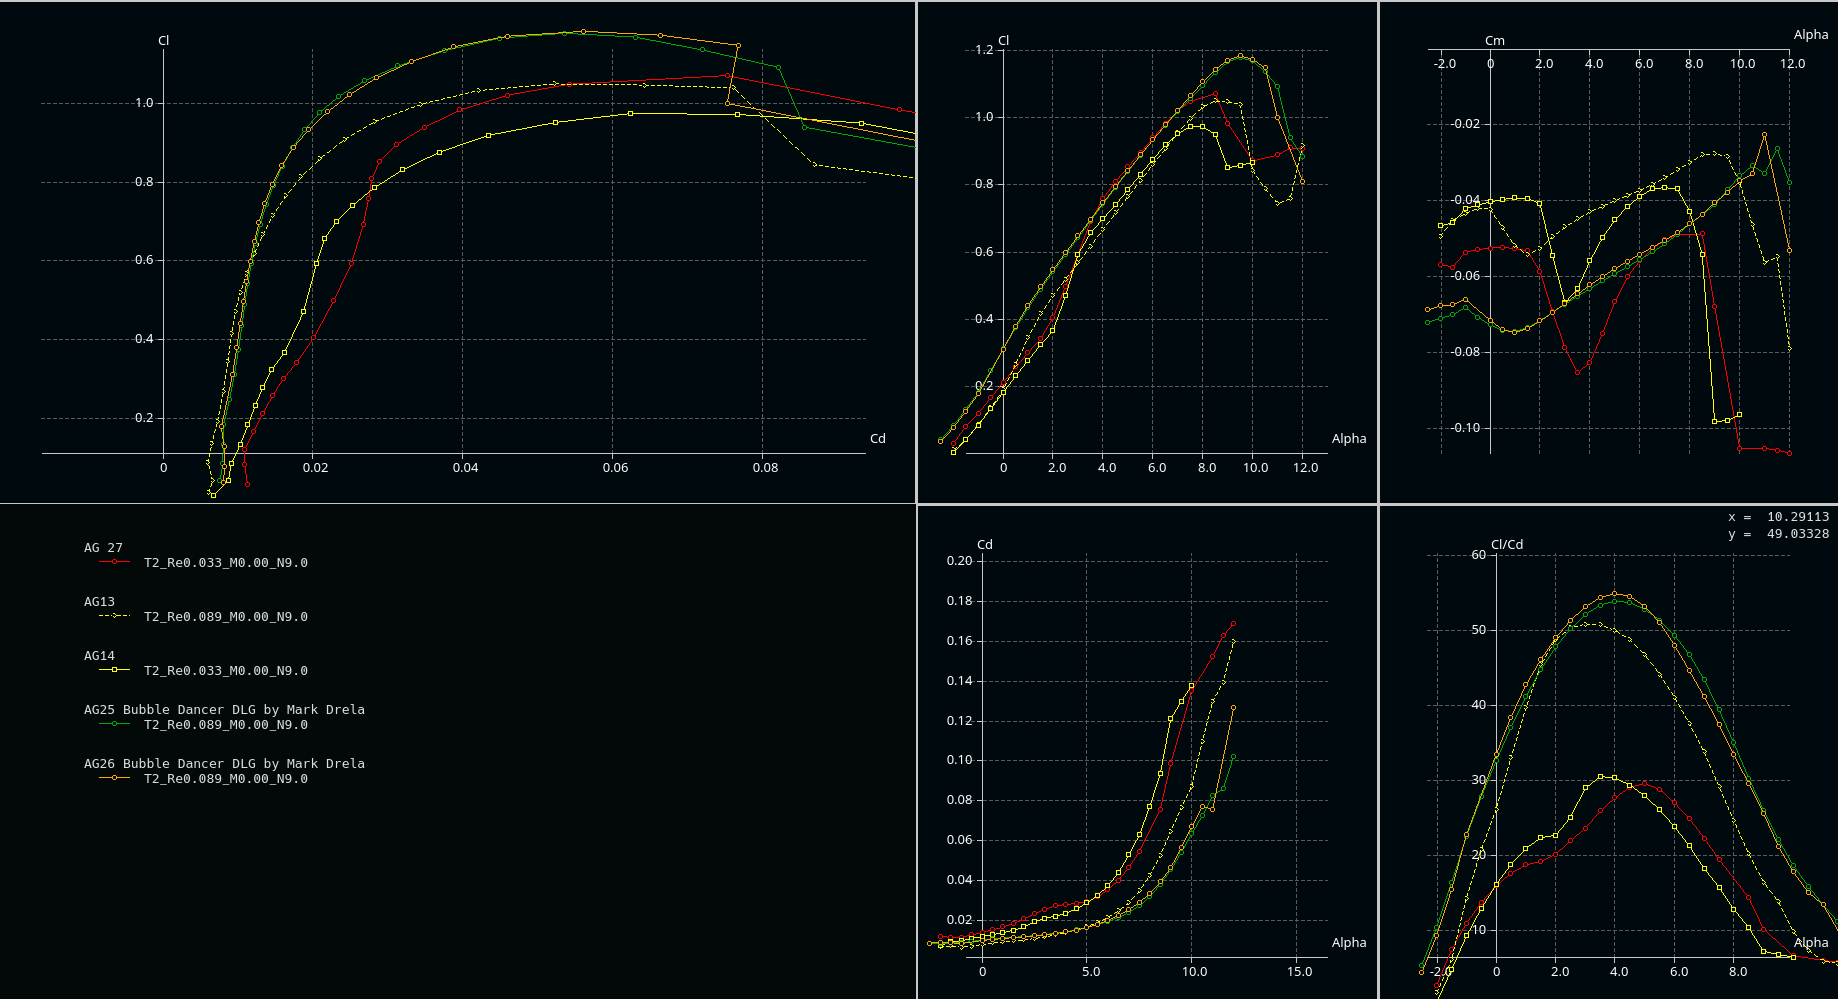 Cl
1.0
0.8
0.6
0.4
0.2
Cd
0
0.02
0.04
0.06
0.08
Cl
1.2
1.0
0.8
0.6
0.4
0.2
Alpha
0
2.0
4.0
6.0
8.0
10.0
12.0
Alpha
Cm
-2.0
0
2.0
4.0
6.0
8.0
10.0
12.0
-0.02
-0.04
-0.06
-0.08
-0.10
AG 27
T2_Re0.033_M0.00_N9.0
AG13
T2_Re0.089_M0.00_N9.0
AG14
T2_Re0.033_M0.00_N9.0
AG25 Bubble Dancer DLG by Mark Drela
T2_Re0.089_M0.00_N9.0
AG26 Bubble Dancer DLG by Mark Drela
T2_Re0.089_M0.00_N9.0
Cd
0.20
0.18
0.16
0.14
0.12
0.10
0.08
0.06
0.04
0.02
Alpha
0
5.0
10.0
15.0
x = 10.29113
y = 49.03328
Cl/Cd
60
50
40
30
20
10
Alpha
-2.0
0
2.0
4.0
6.0
8.0